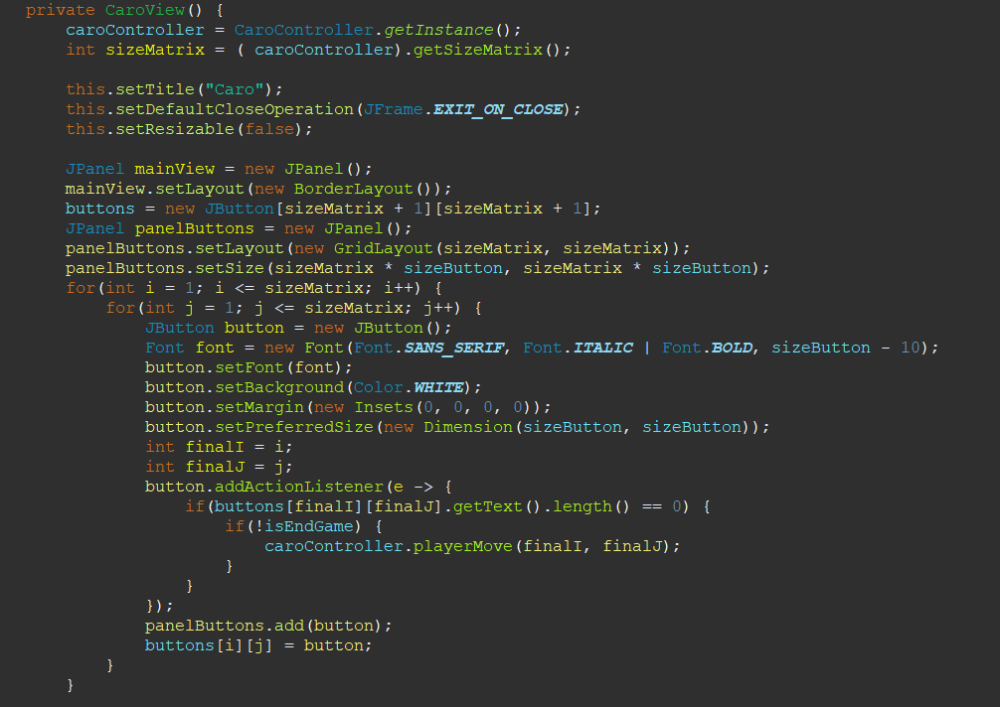 private CaroView() {
    caroController = CaroController.getInstance();
    int sizeMatrix = ( caroController).getSizeMatrix();

    this.setTitle("Caro");
    this.setDefaultCloseOperation(JFrame.EXIT_ON_CLOSE);
    this.setResizable(false);

    JPanel mainView = new JPanel();
    mainView.setLayout(new BorderLayout());
    buttons = new JButton[sizeMatrix + 1][sizeMatrix + 1];
    JPanel panelButtons = new JPanel();
    panelButtons.setLayout(new GridLayout(sizeMatrix, sizeMatrix));
    panelButtons.setSize(sizeMatrix * sizeButton, sizeMatrix * sizeButton);
    for(int i = 1; i <= sizeMatrix; i++) {
        for(int j = 1; j <= sizeMatrix; j++) {
            JButton button = new JButton();
            Font font = new Font(Font.SANS_SERIF, Font.ITALIC | Font.BOLD, sizeButton - 10);
            button.setFont(font);
            button.setBackground(Color.WHITE);
            button.setMargin(new Insets(0, 0, 0, 0));
            button.setPreferredSize(new Dimension(sizeButton, sizeButton));
            int finalI = i;
            int finalJ = j;
            button.addActionListener(e -> {
                if(buttons[finalI][finalJ].getText().length() == 0) {
                    if(!isEndGame) {
                        caroController.playerMove(finalI, finalJ);
                    }
                }
            });
            panelButtons.add(button);
            buttons[i][j] = button;
        }
    }